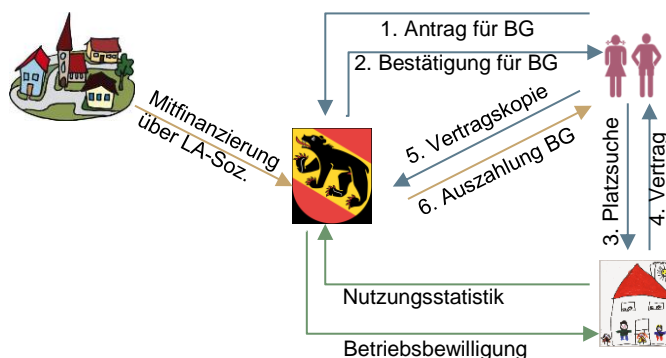 1. Antrag für BG
2. Bestätigung für BG
Mitfinanzierung
über LA-Soz.
5. Vertragskopie
6. Auszahlung BG
3. Platzsuche
4. Vertrag
Nutzungsstatistik
Betriebsbewilligung